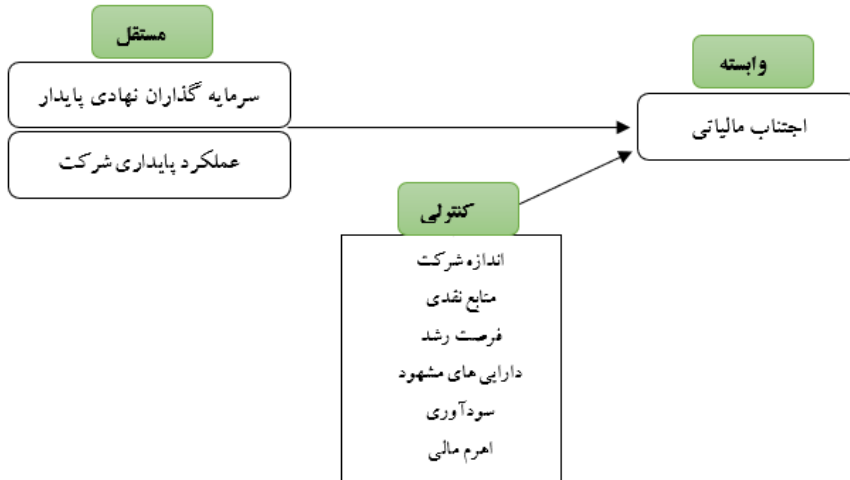 مستقل
سرمایه گذاران نهادی پایدار
عملکرد پایداری شرکت
وابسته
اجتناب مالیاتی
کنترلی
اندازه شرکت
منابع نقدی
فرصت رشد
دارایی های مشهود
سودآوری
اهرم مالی